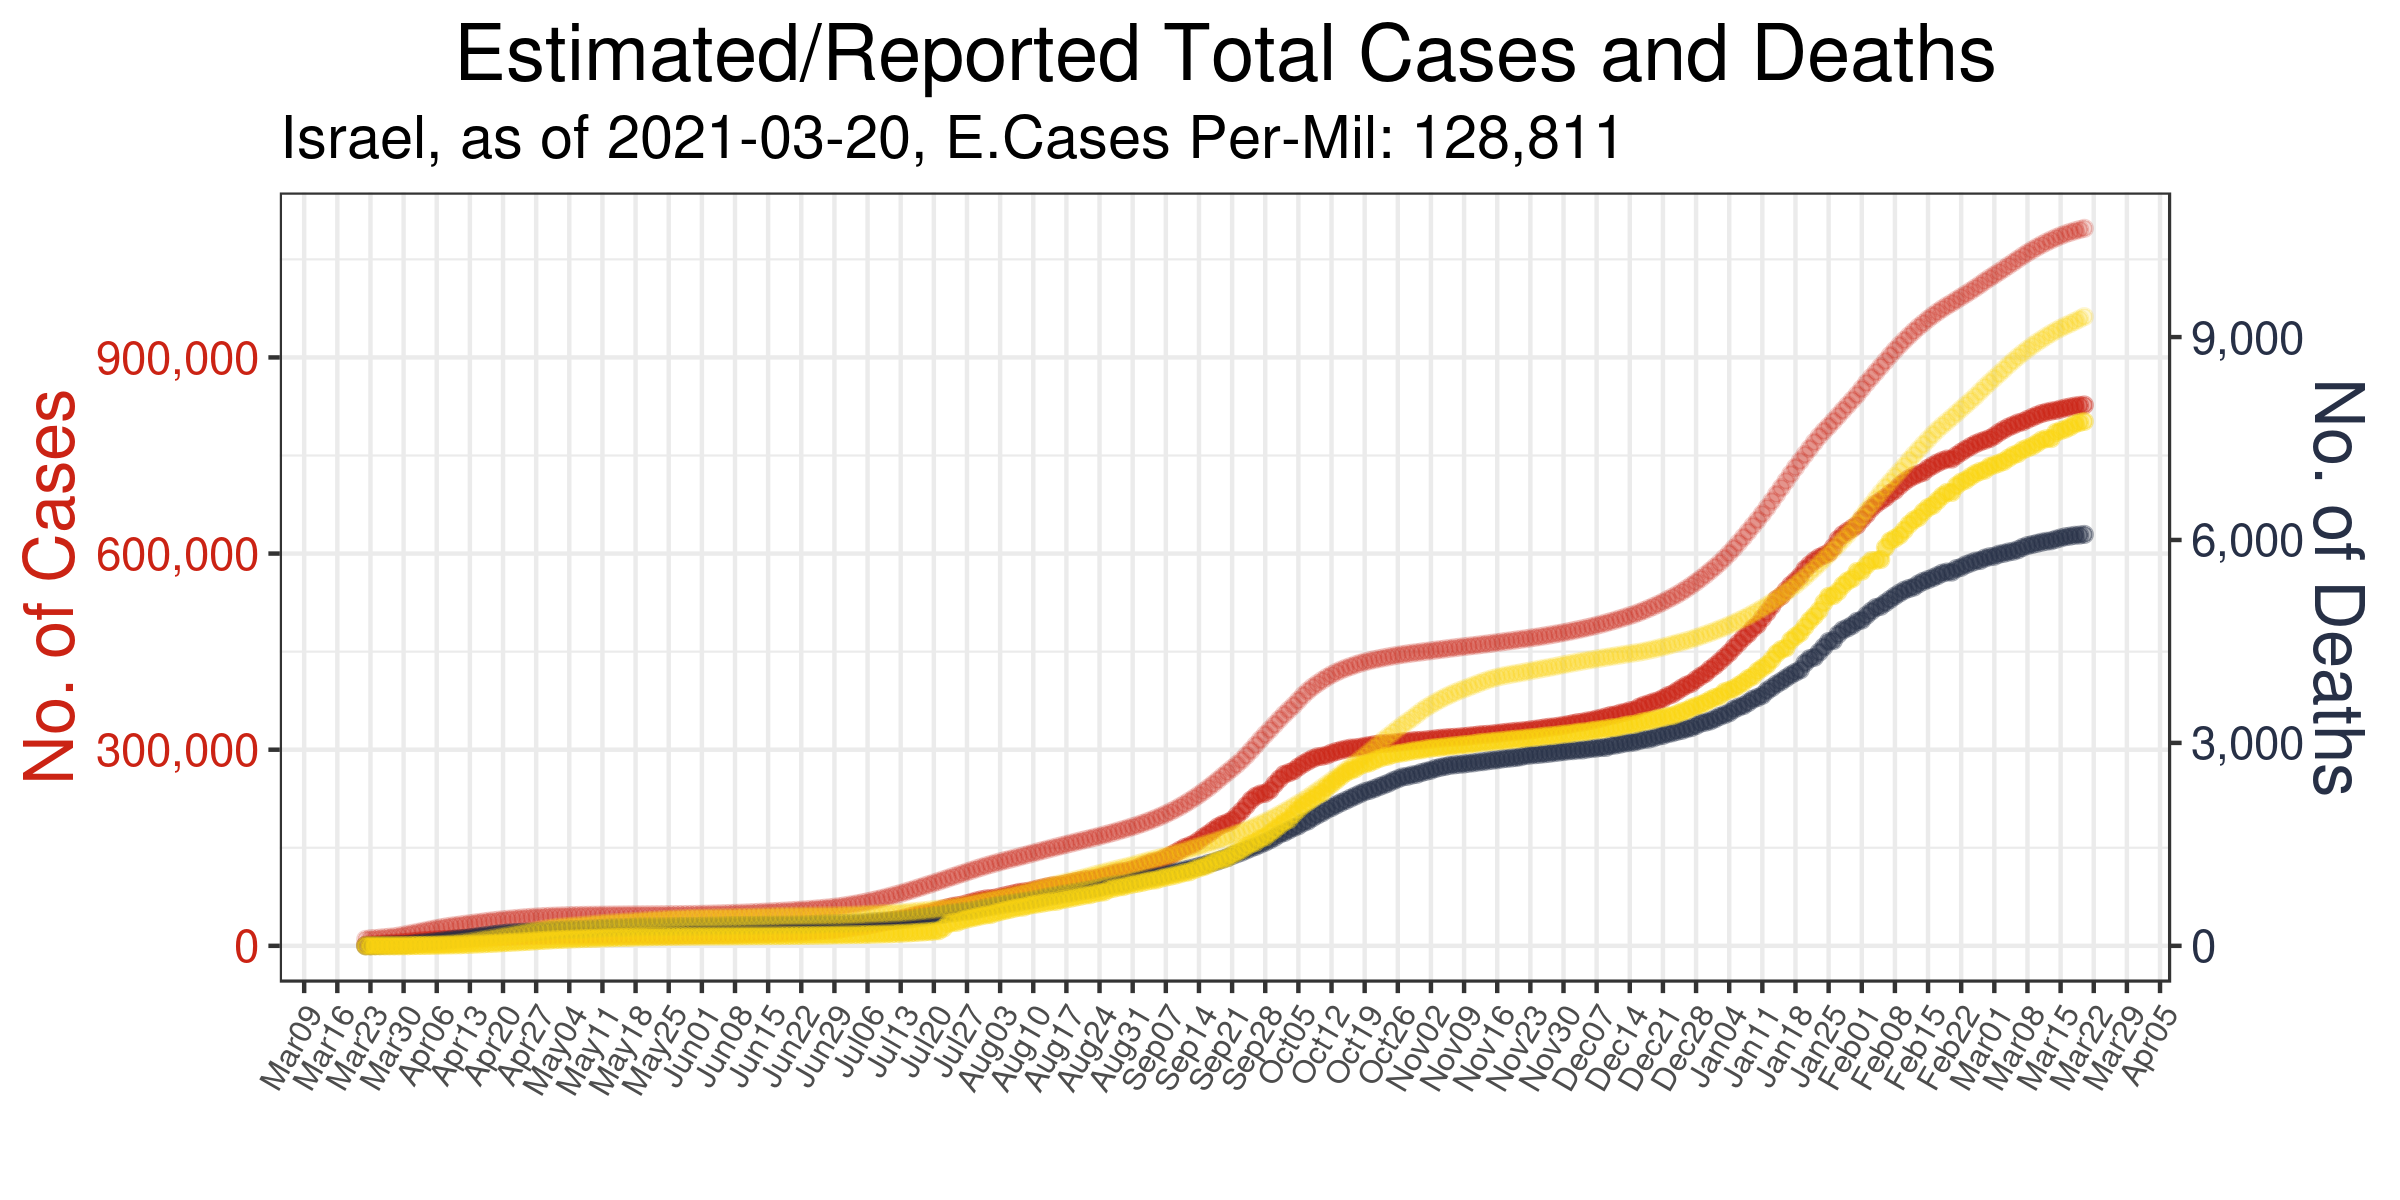 Estimated/Reported Total Cases and Deaths
Israel, as of 2021-03-20, E.Cases Per-Mil: 128,811
No. of Cases
900,000
600,000
300,000
0
9,000
6,000
3,000
0
No. of Deaths
Mar09 Mar16 Mar23 Mar30 Apr06 Apr13 Apr20 Apr27 May04 May11 May18 May25 Jun01 Jun08 Jun15 Jun22 Jun29 Jul06 Jul13 Jul20 Jul27 Aug03 Aug10 Aug17 Aug24 Aug31 Sep07 Sep14 Sep21 Sep28 Oct05 Oct12 Oct19 Oct26 Nov02 Nov09 Nov16 Nov23 Nov30 Dec07 Dec14 Dec21 Dec28 Jan04 Jan11 Jan18 Jan25 Feb01 Feb08 Feb15 Feb22 Mar01 Mar08 Mar15 Mar22 Mar29 Apr05